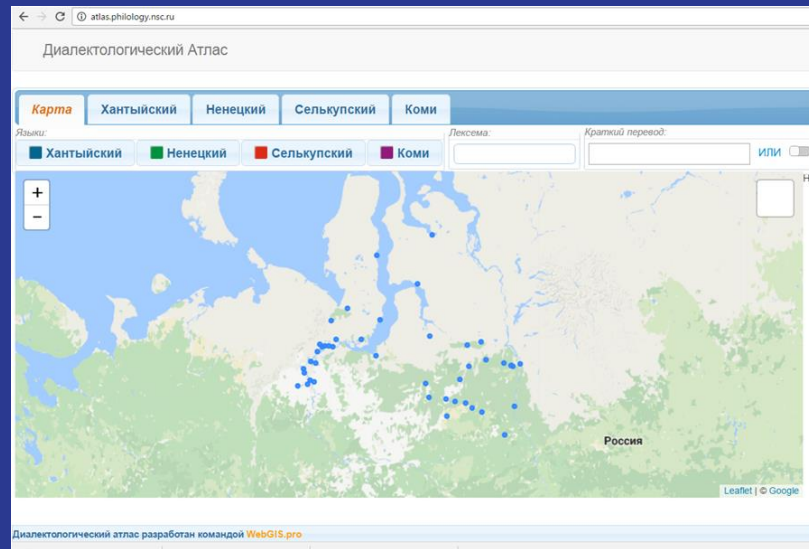 atlas.philology.nsc.ru
Диалектологический Атлас
Карта Хантыйский Ненецкий Селькупский Коми
Языки: Лексема: Краткий перевод:
Хантыйский Ненецкий Селькупский Коми ИЛИ
Н
+
−
Россия
Leaflet | © Google
Диалектологический атлас разработан командой WebGIS.pro